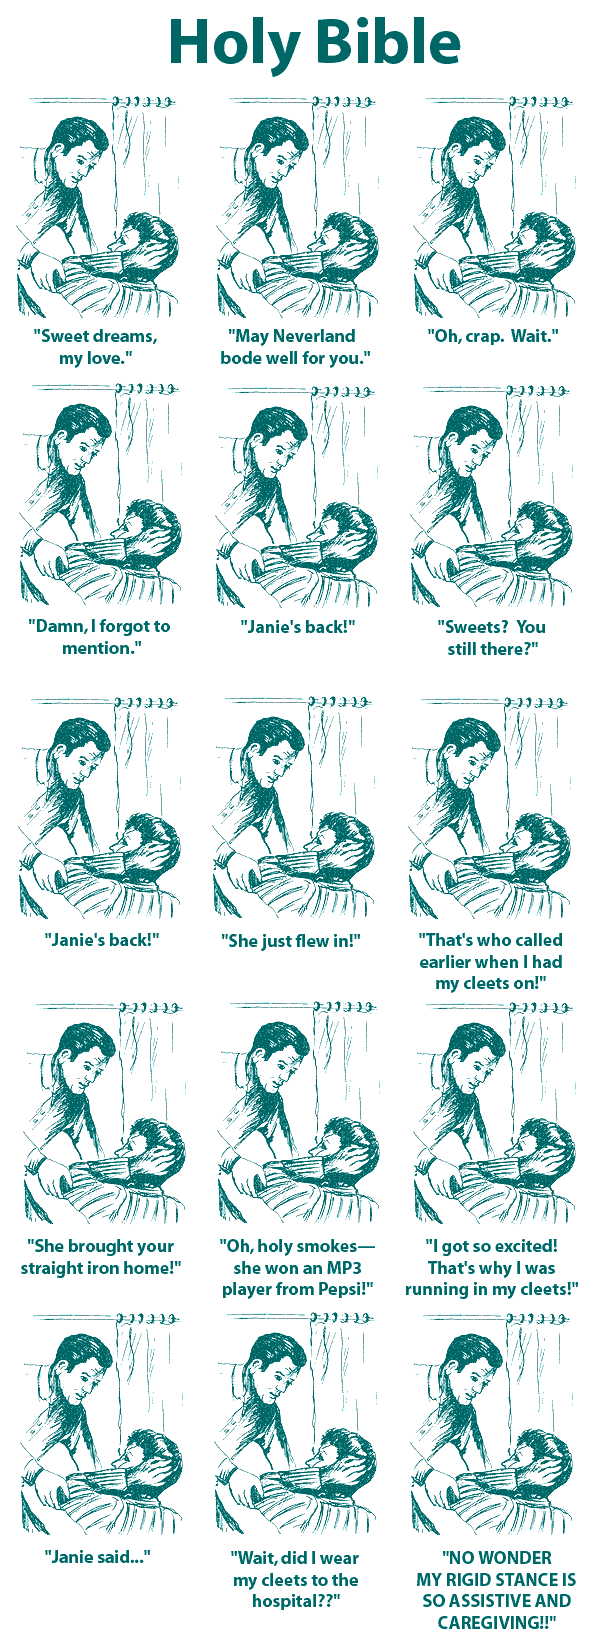 Holy Bible
"Sweet dreams,
my love."
"May Neverland
bode well for you."
"Oh, crap.  Wait."
"Damn, I forgot to
mention."
"Janie's back!"
"Sweets?  You
still there?"
"Janie's back!"
"She just flew in!"
"That's who called
earlier when I had
my cleets on!"
"She brought your
straight iron home!"
"Oh, holy smokes—
she won an MP3
player from Pepsi!"
"I got so excited!
That's why I was
running in my cleets!"
"Janie said..."
"Wait, did I wear
my cleets to the
hospital??"
"NO WONDER
MY RIGID STANCE IS
SO ASSISTIVE AND
CAREGIVING!!"